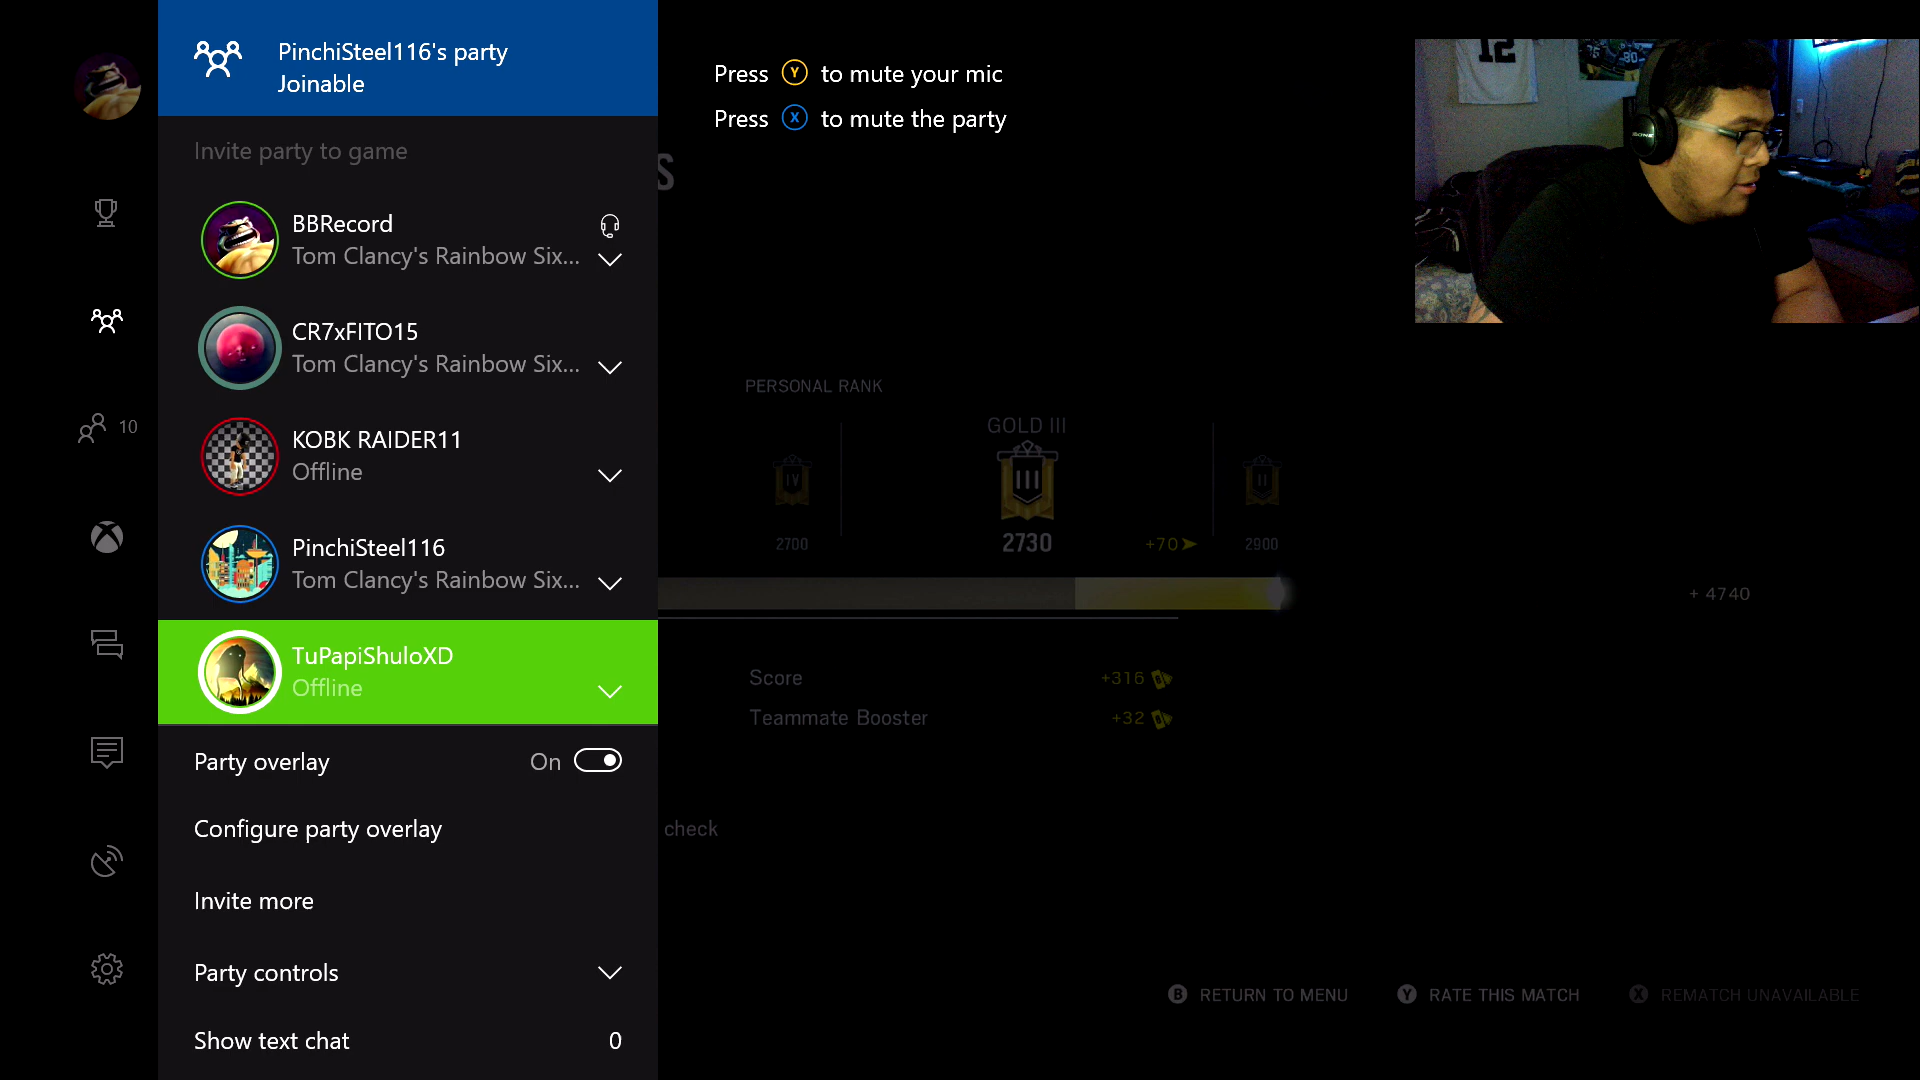 PinchiSteel116's party
Joinable
Invite party to game
BBRecord
Tom Clancy's Rainbow Six...
CR7xFITO15
Tom Clancy's Rainbow Six...
KOBK RAIDER11
Offline
PinchiSteel116
Tom Clancy's Rainbow Six...
TuPapiShuloXD
Offline
Party overlay On
Configure party overlay
Invite more
Party controls
Show text chat 0
10
Press Y to mute your mic
Press X to mute the party
S
12
80
PERSONAL RANK
GOLD III
IV III II
2700 2730 +70 2900
+ 4740
Score +316
Teammate Booster +32
check
B RETURN TO MENU Y RATE THIS MATCH X REMATCH UNAVAILABLE